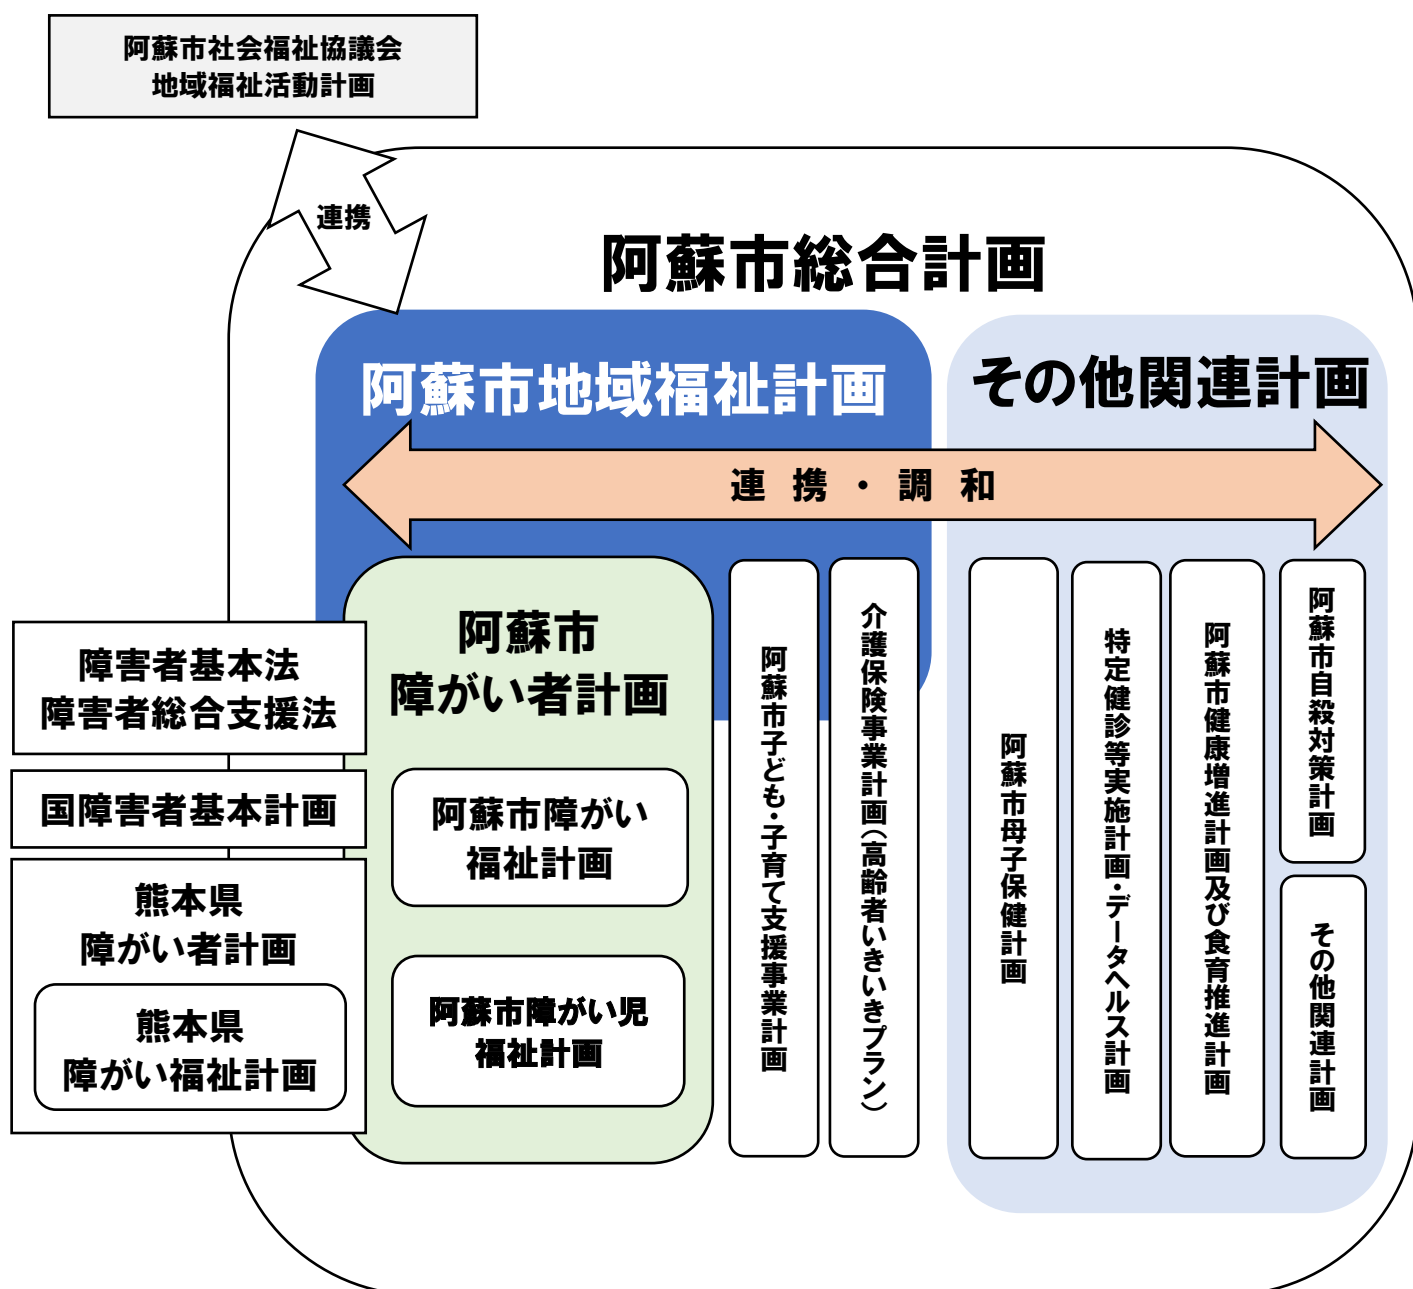 阿蘇市社会福祉協議会
地域福祉活動計画
連携
阿蘇市総合計画
阿蘇市地域福祉計画
その他関連計画
連携・調和
障害者基本法
障害者総合支援法
国障害者基本計画
熊本県
障がい者計画
熊本県
障がい福祉計画
阿蘇市
障がい者計画
阿蘇市障がい
福祉計画
阿蘇市障がい児
福祉計画
阿蘇市子ども・子育て支援事業計画
介護保険事業計画（高齢者いきいきプラン）
阿蘇市母子保健計画
特定健診等実施計画・データヘルス計画
阿蘇市健康増進計画及び食育推進計画
阿蘇市自殺対策計画
その他関連計画